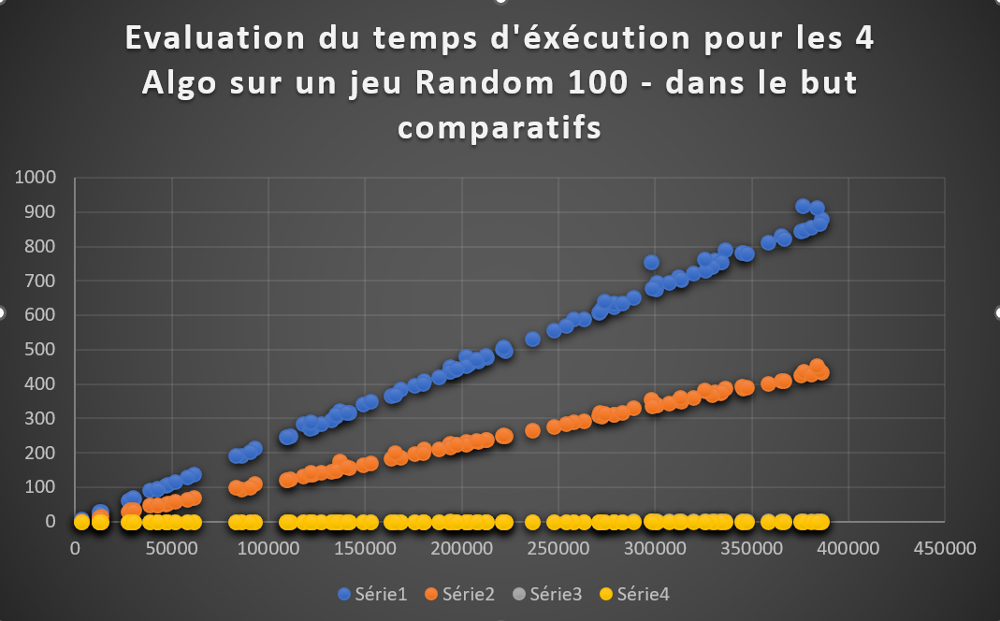 Evaluation du temps d'éxécution pour les 4
Algo sur un jeu Random 100 - dans le but
comparatifs
1000
900
800
700
600
500
400
300
200
100
0
0 50000 100000 150000 200000 250000 300000 350000 400000 450000
Série1 Série2 Série3 Série4